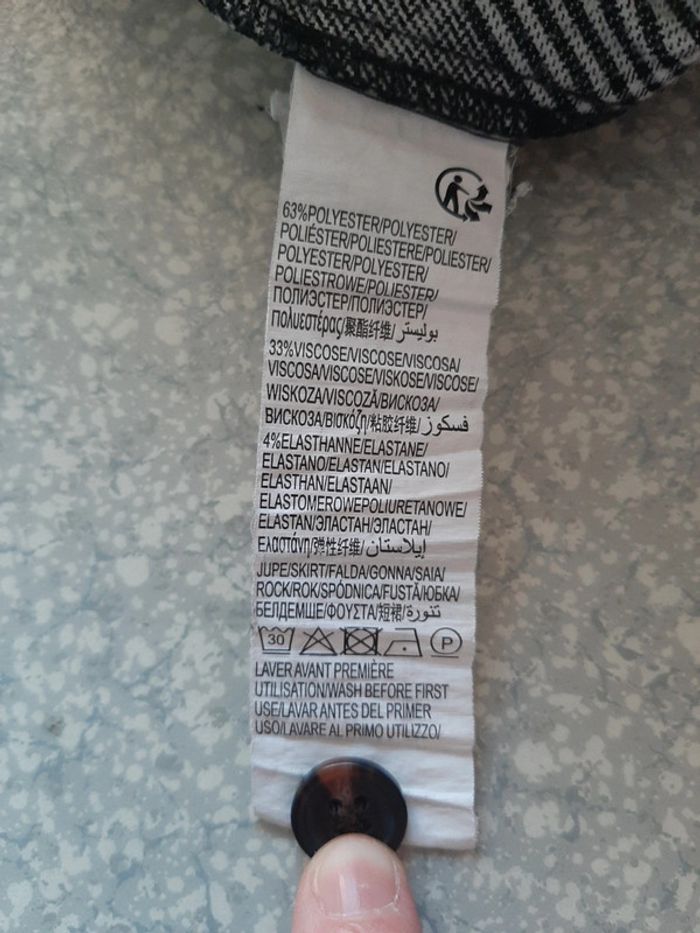 63%POLYESTER/POLYESTER/
POLIÉSTER/POLIESTERE/POLIESTER/
POLYESTER/POLYESTER/
POLIESTROWE/POLIESTER/
ПОЛИЭСТЕР/ПОЛИЭСТЕР/
πολυεστέρας/聚酯纤维/بوليستر
33%VISCOSE/VISCOSE/VISCOSA/
VISCOSA/VISCOSE/VISKOSE/VISCOSE/
WISKOZA/VISCOZĂ/ВИСКОЗА/
ВИСКОЗА/Βισκόζη/粘胶纤维/فسكوز
4%ELASTHANNE/ELASTANE/
ELASTANO/ELASTAN/ELASTANO/
ELASTHAN/ELASTAAN/
ELASTOMEROWEPOLIURETANOWE/
ELASTAN/ЭЛАСТАН/ЭЛАСТАН/
Ελαστάνη/弹性纤维/إيلاستان
JUPE/SKIRT/FALDA/GONNA/SAIA/
ROCK/ROK/SPÓDNICA/FUSTĂ/ЮБКА/
БЕЛДЕМШЕ/ΦΟΥΣΤΑ/短裙/تنورة
30 P
LAVER AVANT PREMIÈRE
UTILISATION/WASH BEFORE FIRST
USE/LAVAR ANTES DEL PRIMER
USO/LAVARE AL PRIMO UTILIZZO/